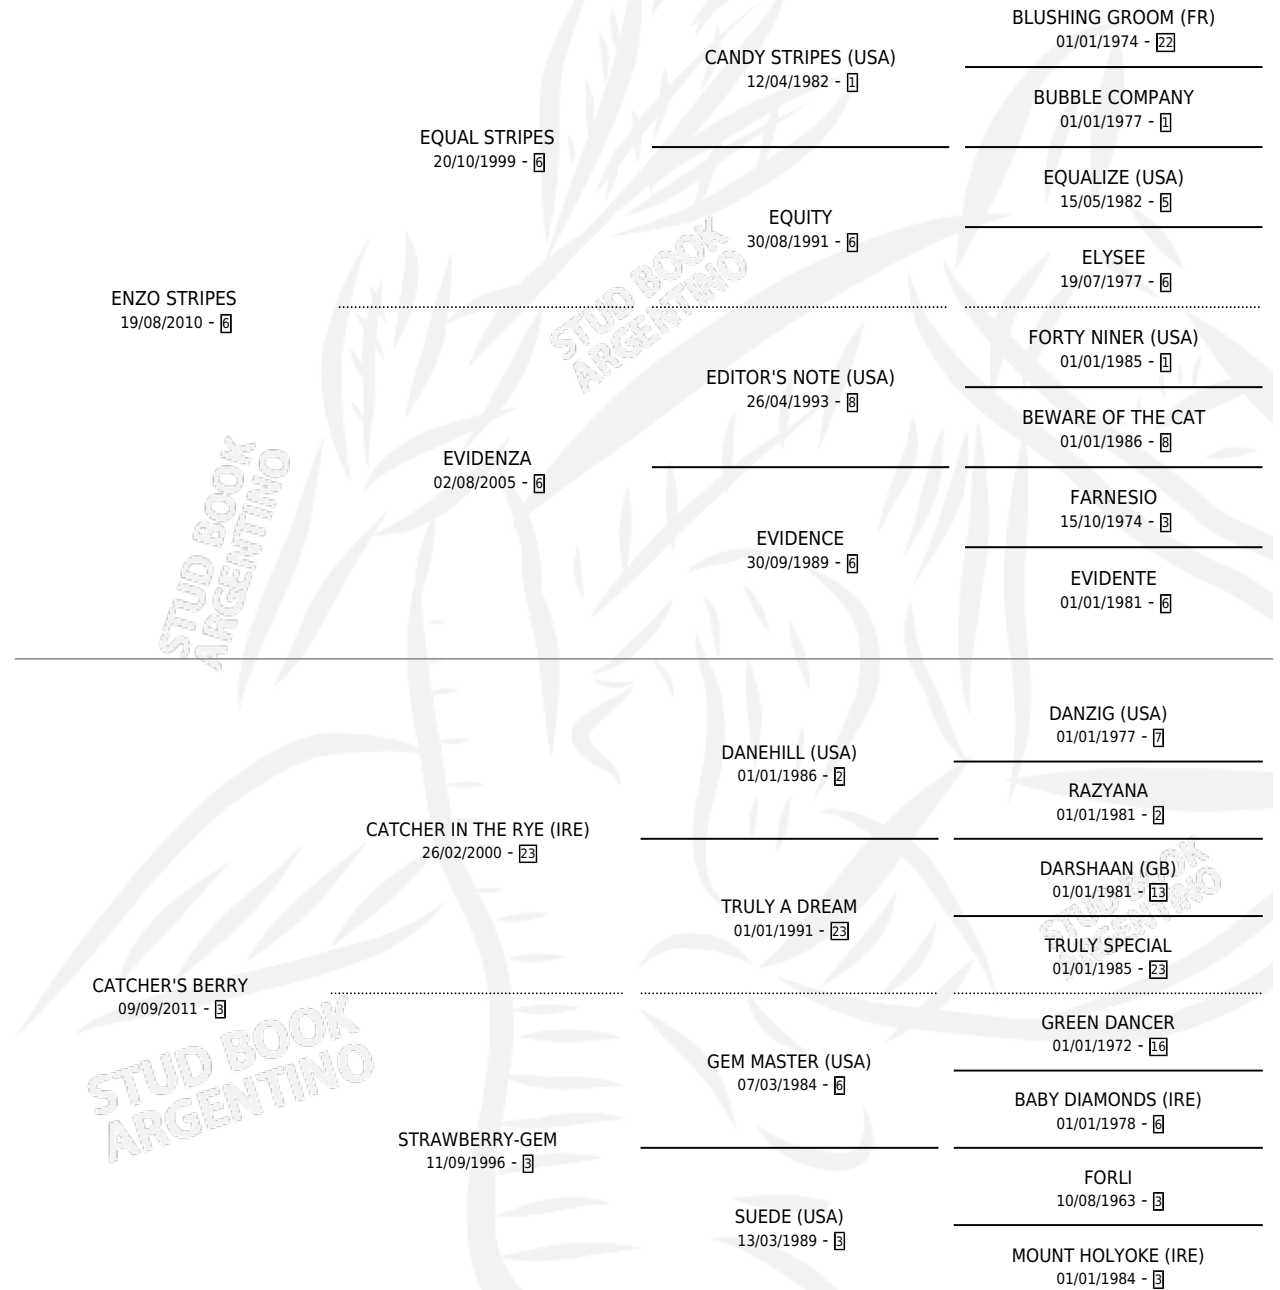 BLUSHING GROOM (FR)
01/01/1974 - 22
CANDY STRIPES (USA)
12/04/1982 - 1
BUBBLE COMPANY
01/01/1977 - 1
EQUAL STRIPES
20/10/1999 - 6
EQUALIZE (USA)
15/05/1982 - 5
EQUITY
30/08/1991 - 6
ELYSEE
19/07/1977 - 6
ENZO STRIPES
19/08/2010 - 6
FORTY NINER (USA)
01/01/1985 - 1
EDITOR'S NOTE (USA)
26/04/1993 - 8
BEWARE OF THE CAT
01/01/1986 - 8
EVIDENZA
02/08/2005 - 6
FARNESIO
15/10/1974 - 3
EVIDENCE
30/09/1989 - 6
EVIDENTE
01/01/1981 - 6
STUD BOOK
ARGENTINO
STUD BOOK
ARGENTINO
DANZIG (USA)
01/01/1977 - 7
DANEHILL (USA)
01/01/1986 - 2
RAZYANA
01/01/1981 - 2
CATCHER IN THE RYE (IRE)
26/02/2000 - 23
DARSHAAN (GB)
01/01/1981 - 13
TRULY A DREAM
01/01/1991 - 23
TRULY SPECIAL
01/01/1985 - 23
CATCHER'S BERRY
09/09/2011 - 3
GREEN DANCER
01/01/1972 - 16
GEM MASTER (USA)
07/03/1984 - 6
BABY DIAMONDS (IRE)
01/01/1978 - 6
STRAWBERRY-GEM
11/09/1996 - 3
FORLI
10/08/1963 - 3
SUEDE (USA)
13/03/1989 - 3
MOUNT HOLYOKE (IRE)
01/01/1984 - 3
STUD BOOK
ARGENTINO
STUD BOOK
ARGENTINO